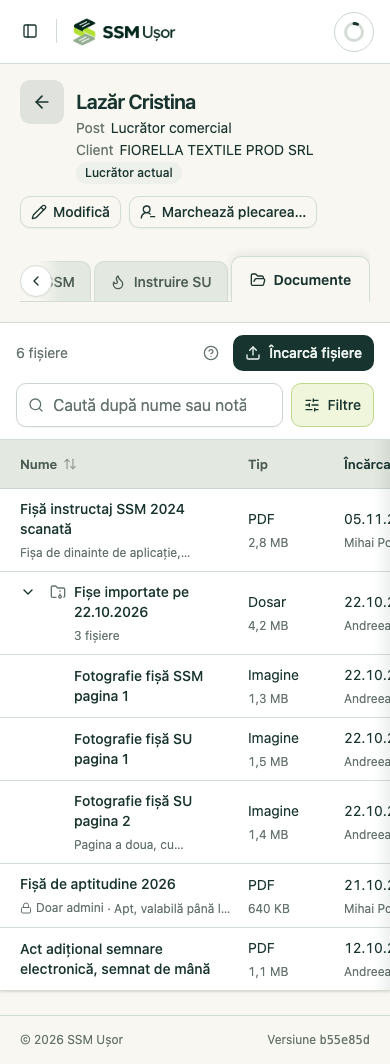 SSM Ușor
Lazăr Cristina
Post Lucrător comercial
Client FIORELLA TEXTILE PROD SRL
Lucrător actual
Modifică
Marchează plecarea...
SSM
Instruire SU
Documente
6 fișiere
Încarcă fișiere
Caută după nume sau notă
Filtre
Nume
Tip
Încărca
Fișă instructaj SSM 2024
scanată
Fișa de dinainte de aplicație,...
PDF
2,8 MB
05.11.2
Mihai Po
Fișe importate pe
22.10.2026
3 fișiere
Dosar
4,2 MB
22.10.2
Andreea
Fotografie fișă SSM
pagina 1
Imagine
1,3 MB
22.10.2
Andreea
Fotografie fișă SU
pagina 1
Imagine
1,5 MB
22.10.2
Andreea
Fotografie fișă SU
pagina 2
Pagina a doua, cu...
Imagine
1,4 MB
22.10.2
Andreea
Fișă de aptitudine 2026
Doar admini · Apt, valabilă până l...
PDF
640 KB
21.10.2
Mihai Po
Act adițional semnare
electronică, semnat de mână
PDF
1,1 MB
12.10.2
Andreea
© 2026 SSM Ușor
Versiune b55e85d